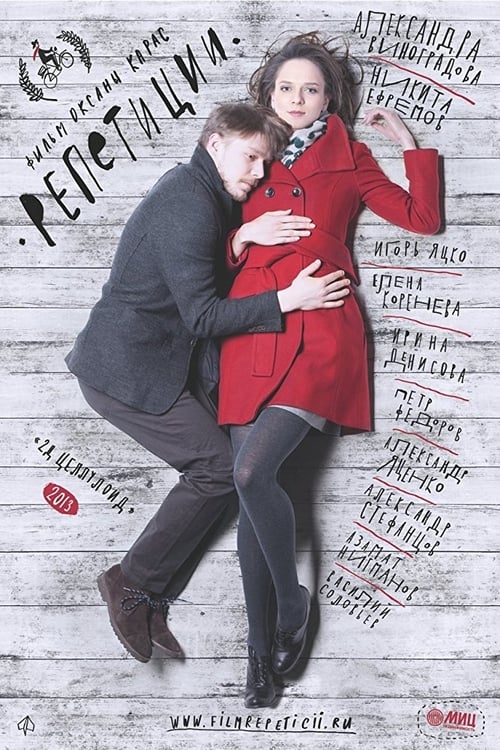 ФИЛЬМ ОКСАНЫ КАРАС
.РЕПЕТИЦИИ.
АЛЕКСАНДРА
ВИНОГРАДОВА
НИКИТА
ЕФРЕМОВ
ИГОРЬ ЯЦКО
ЕЛЕНА
КОРЕНЕВА
ИРИНА
ДЕНИСОВА
ПЕТР
ФЕДОРОВ
АЛЕКСАНДР
ЯЦЕНКО
АЛЕКСАНДР
СТЕФАНЦОВ
АЗАМАТ
НИГМАНОВ
ВАСИЛИЙ
СОЛОВЬЕВ
«2Д ЦЕЛЛУЛОИД»
2013
WWW.FILMREPETICII.RU
МИЦ